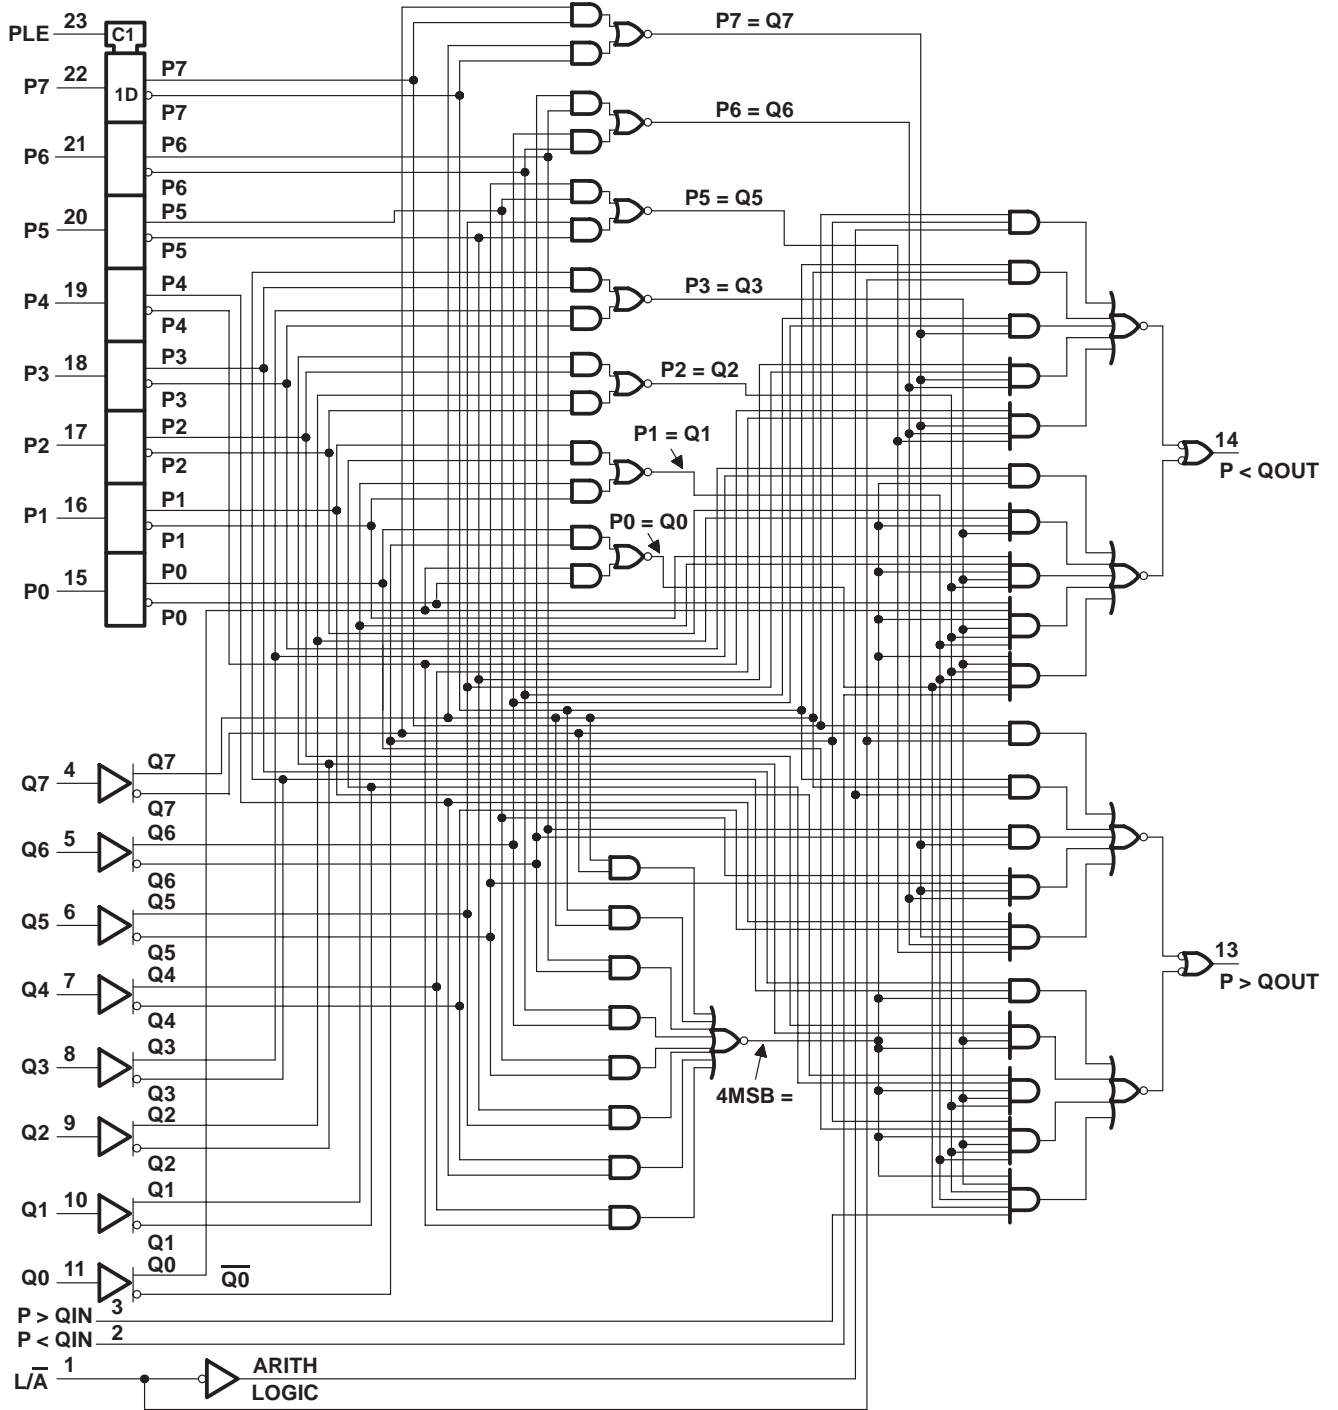 PLE 23
C1
P7 = Q7
P7 22
1D
P7
P7
P6 = Q6
P6 21
P6
P6
P5 = Q5
P5 20
P5
P5
P4 19
P4
P4
P3 = Q3
P3 18
P3
P3
P2 = Q2
P2 17
P2
P2
P1 = Q1
14
P < QOUT
P1 16
P1
P1
P0 = Q0
P0 15
P0
P0
Q7 4
Q7
Q7
Q6 5
Q6
Q6
Q5 6
Q5
Q5
13
P > QOUT
Q4 7
Q4
Q4
Q3 8
Q3
Q3
4MSB =
Q2 9
Q2
Q2
Q1 10
Q1
Q1
Q0 11
Q0
Q̅0̅
P > QIN 3
P < QIN 2
L/A̅ 1
ARITH
LOGIC